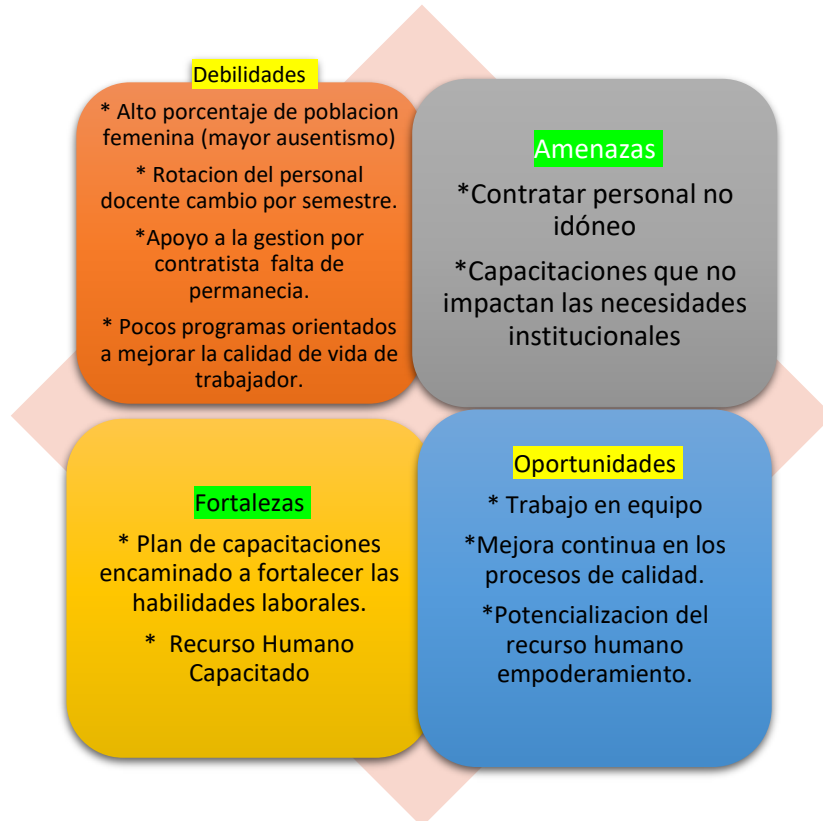 Debilidades
* Alto porcentaje de poblacion
femenina (mayor ausentismo)
* Rotacion del personal
docente cambio por semestre.
*Apoyo a la gestion por
contratista falta de
permanecia.
* Pocos programas orientados
a mejorar la calidad de vida de
trabajador.
Amenazas
*Contratar personal no
idóneo
*Capacitaciones que no
impactan las necesidades
institucionales
Fortalezas
* Plan de capacitaciones
encaminado a fortalecer las
habilidades laborales.
* Recurso Humano
Capacitado
Oportunidades
* Trabajo en equipo
*Mejora continua en los
procesos de calidad.
*Potencializacion del
recurso humano
empoderamiento.